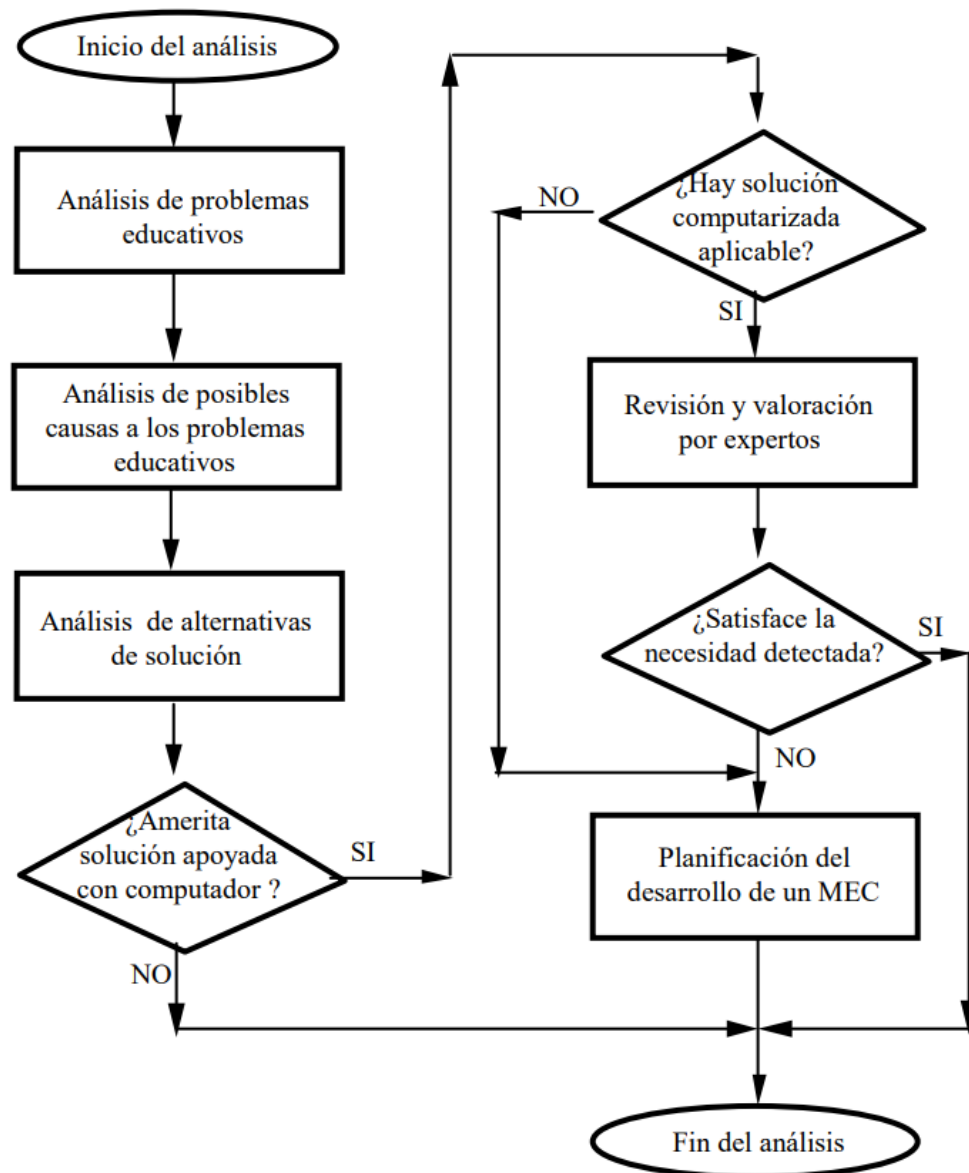 Inicio del análisis
Análisis de problemas
educativos
Análisis de posibles
causas a los problemas
educativos
Análisis de alternativas
de solución
¿Amerita
solución apoyada
con computador ?
SI
NO
¿Hay solución
computarizada
aplicable?
NO
SI
Revisión y valoración
por expertos
¿Satisface la
necesidad detectada?
SI
NO
Planificación del
desarrollo de un MEC
Fin del análisis